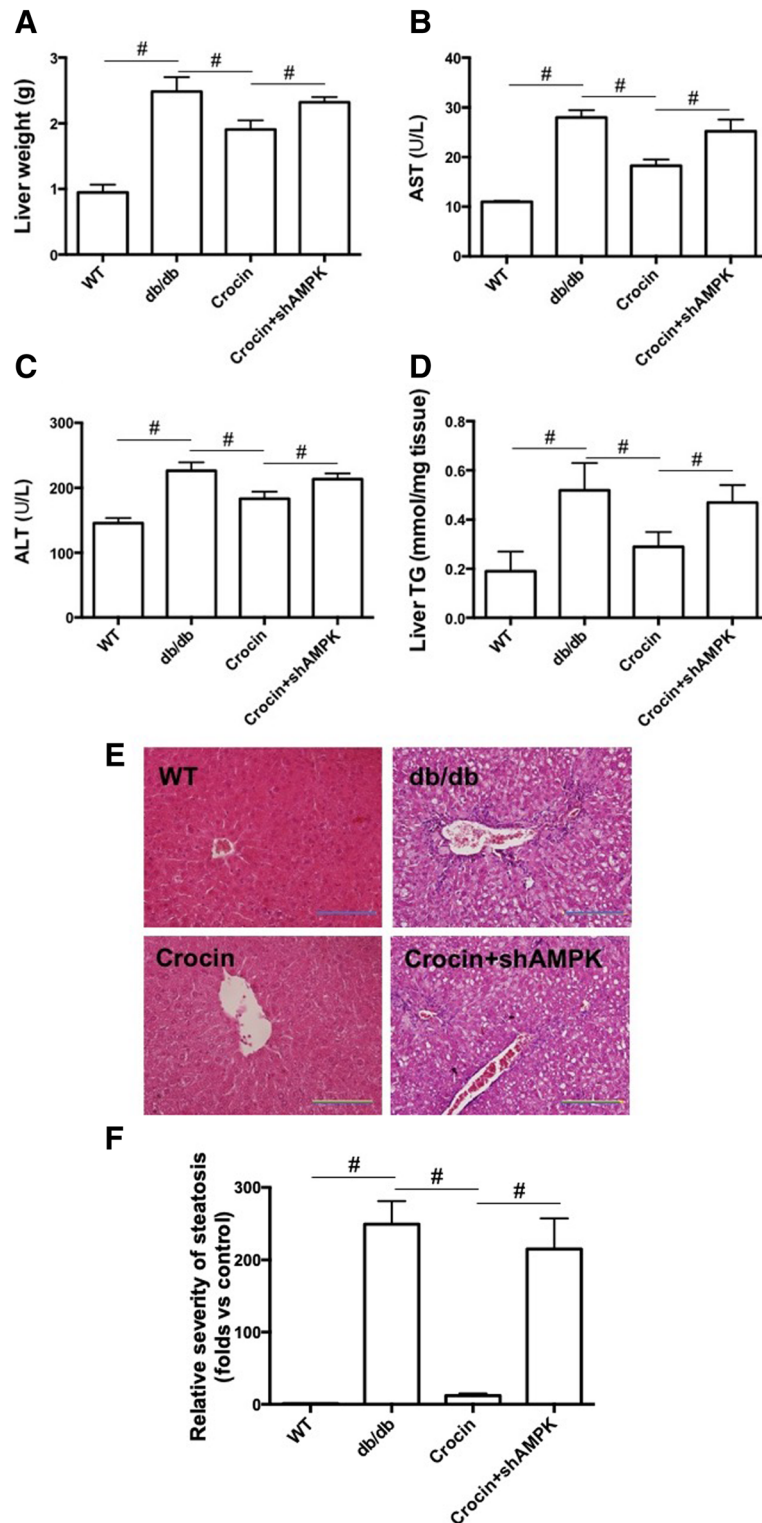 A
Liver weight (g)
3
2
1
0
#
#
#
WT
db/db
Crocin
Crocin+shAMPK
B
AST (U/L)
40
30
20
10
0
#
#
#
WT
db/db
Crocin
Crocin+shAMPK
C
ALT (U/L)
300
200
100
0
#
#
#
WT
db/db
Crocin
Crocin+shAMPK
D
Liver TG (mmol/mg tissue)
0.8
0.6
0.4
0.2
0.0
#
#
#
WT
db/db
Crocin
Crocin+shAMPK
E
WT
db/db
Crocin
Crocin+shAMPK
F
Relative severity of steatosis
(folds vs control)
300
200
100
0
#
#
#
WT
db/db
Crocin
Crocin+shAMPK